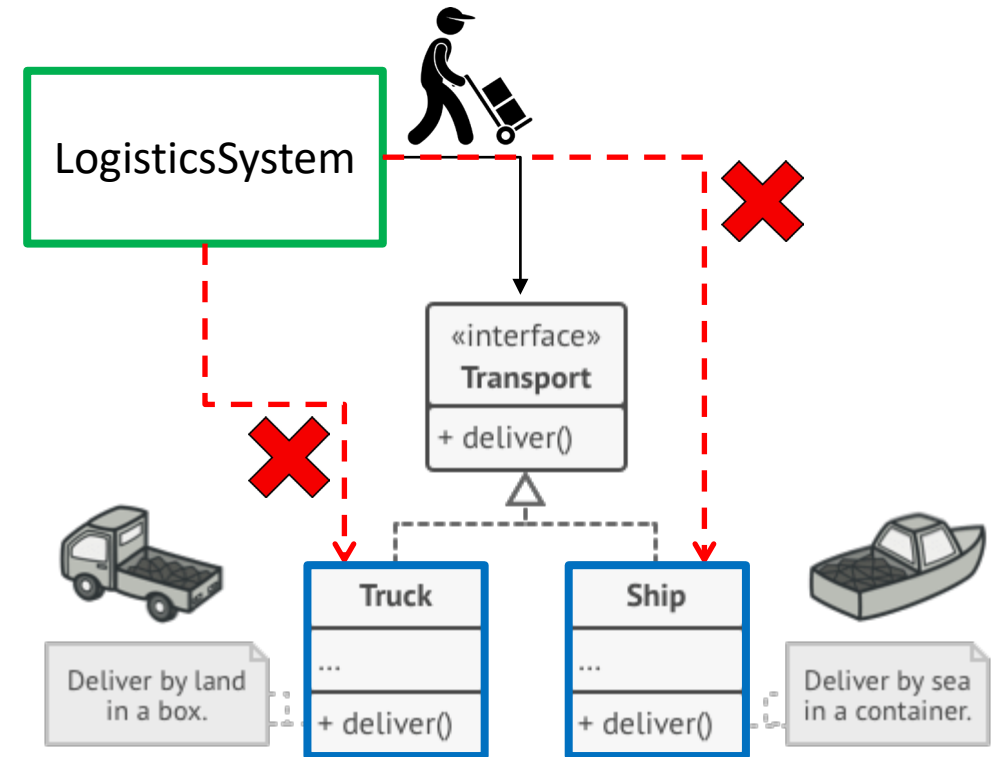 LogisticsSystem
«interface»
Transport
+ deliver()
Truck
...
+ deliver()
Ship
...
+ deliver()
Deliver by land
in a box.
Deliver by sea
in a container.